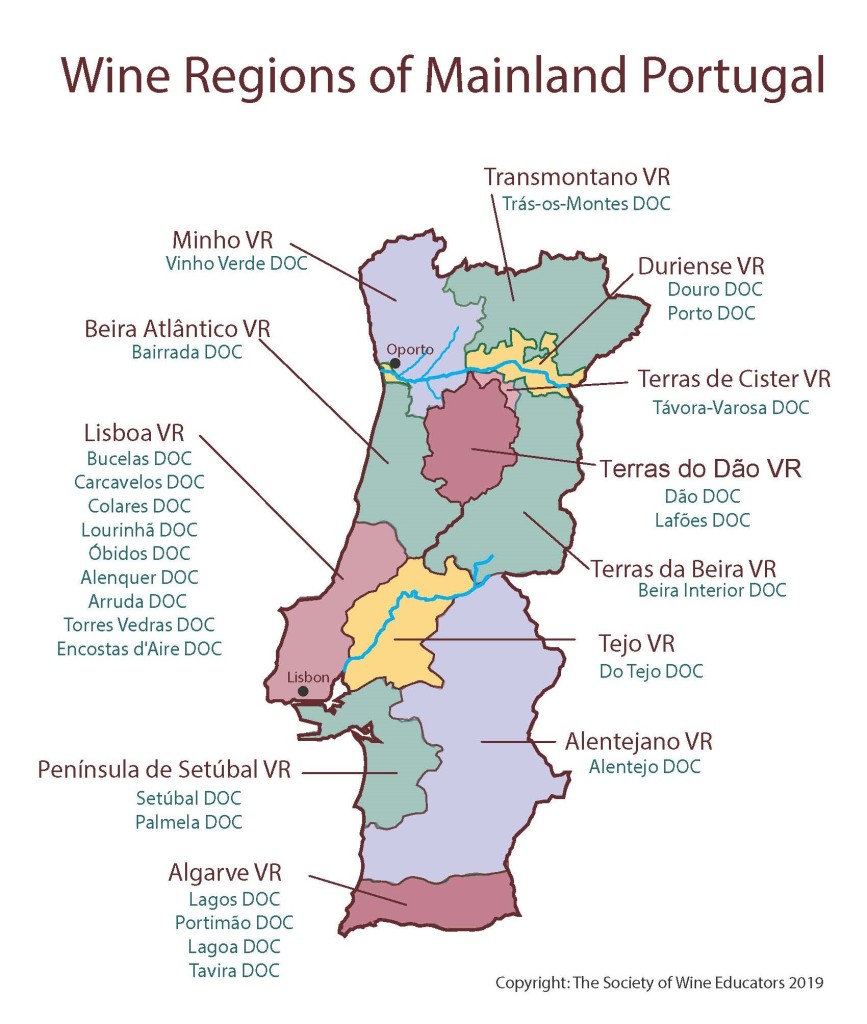 Wine Regions of Mainland Portugal
Transmontano VR
Trás-os-Montes DOC
Minho VR
Vinho Verde DOC
Duriense VR
Douro DOC
Porto DOC
Beira Atlântico VR
Bairrada DOC
Oporto
Terras de Cister VR
Távora-Varosa DOC
Lisboa VR
Bucelas DOC
Carcavelos DOC
Colares DOC
Lourinhã DOC
Óbidos DOC
Alenquer DOC
Arruda DOC
Torres Vedras DOC
Encostas d'Aire DOC
Terras do Dão VR
Dão DOC
Lafões DOC
Terras da Beira VR
Beira Interior DOC
Tejo VR
Do Tejo DOC
Lisbon
Alentejano VR
Alentejo DOC
Península de Setúbal VR
Setúbal DOC
Palmela DOC
Algarve VR
Lagos DOC
Portimão DOC
Lagoa DOC
Tavira DOC
Copyright: The Society of Wine Educators 2019